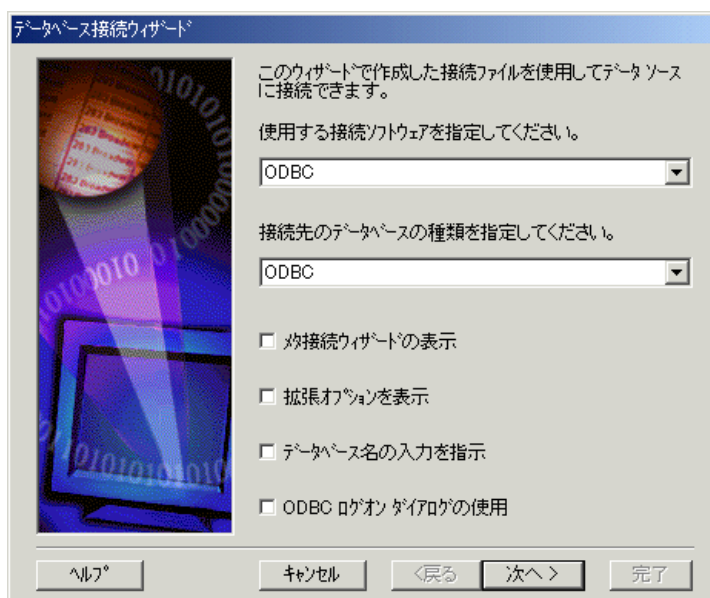 ﾃﾞｰﾀﾍﾞｰｽ接続ｳｨｻﾞｰﾄﾞ
このｳｨｻﾞｰﾄﾞで作成した接続ﾌｧｲﾙを使用してﾃﾞｰﾀ ｿｰｽ
に接続できます。
使用する接続ｿﾌﾄｳｪｱを指定してください。
ODBC
接続先のﾃﾞｰﾀﾍﾞｰｽの種類を指定してください。
ODBC
ﾒﾀ接続ｳｨｻﾞｰﾄﾞの表示
拡張ｵﾌﾟｼｮﾝを表示
ﾃﾞｰﾀﾍﾞｰｽ名の入力を指示
ODBC ﾛｸﾞｵﾝ ﾀﾞｲｱﾛｸﾞの使用
ﾍﾙﾌﾟ
ｷｬﾝｾﾙ
<戻る
次へ >
完了